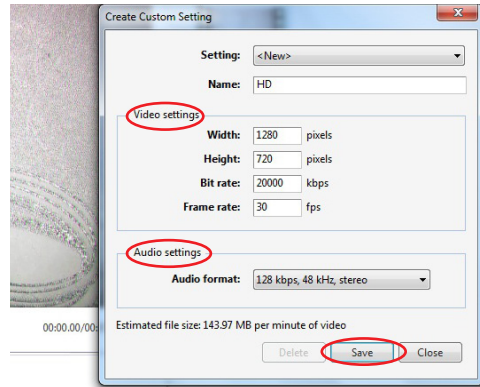 Create Custom Setting
Setting: <New>
Name: HD
Video settings
Width: 1280 pixels
Height: 720 pixels
Bit rate: 20000 kbps
Frame rate: 30 fps
Audio settings
Audio format: 128 kbps, 48 kHz, stereo
00:00.00/00:
Estimated file size: 143.97 MB per minute of video
Delete Save Close